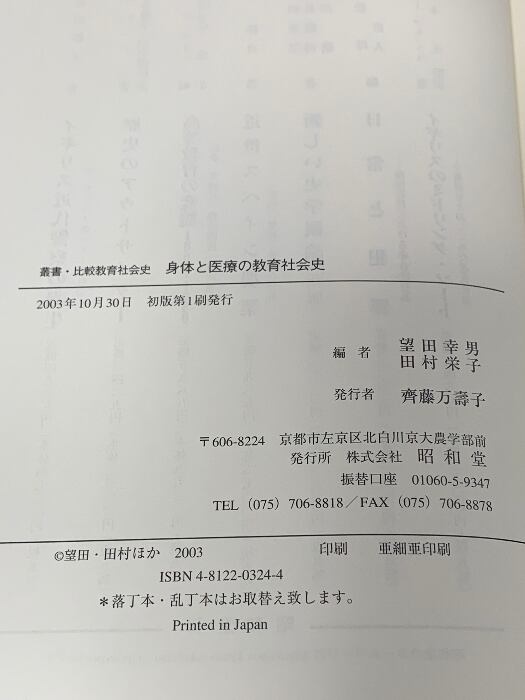 叢書・比較教育社会史　身体と医療の教育社会史
2003年10月30日　初版第1刷発行
編者　望田幸男
田村栄子
発行者　齊藤万壽子
〒606-8224　京都市左京区北白川京大農学部前
発行所　株式会社　昭和堂
振替口座　01060-5-9347
TEL（075）706-8818／FAX（075）706-8878
©望田・田村ほか　2003　印刷　亜細亜印刷
ISBN 4-8122-0324-4
＊落丁本・乱丁本はお取替え致します。
Printed in Japan